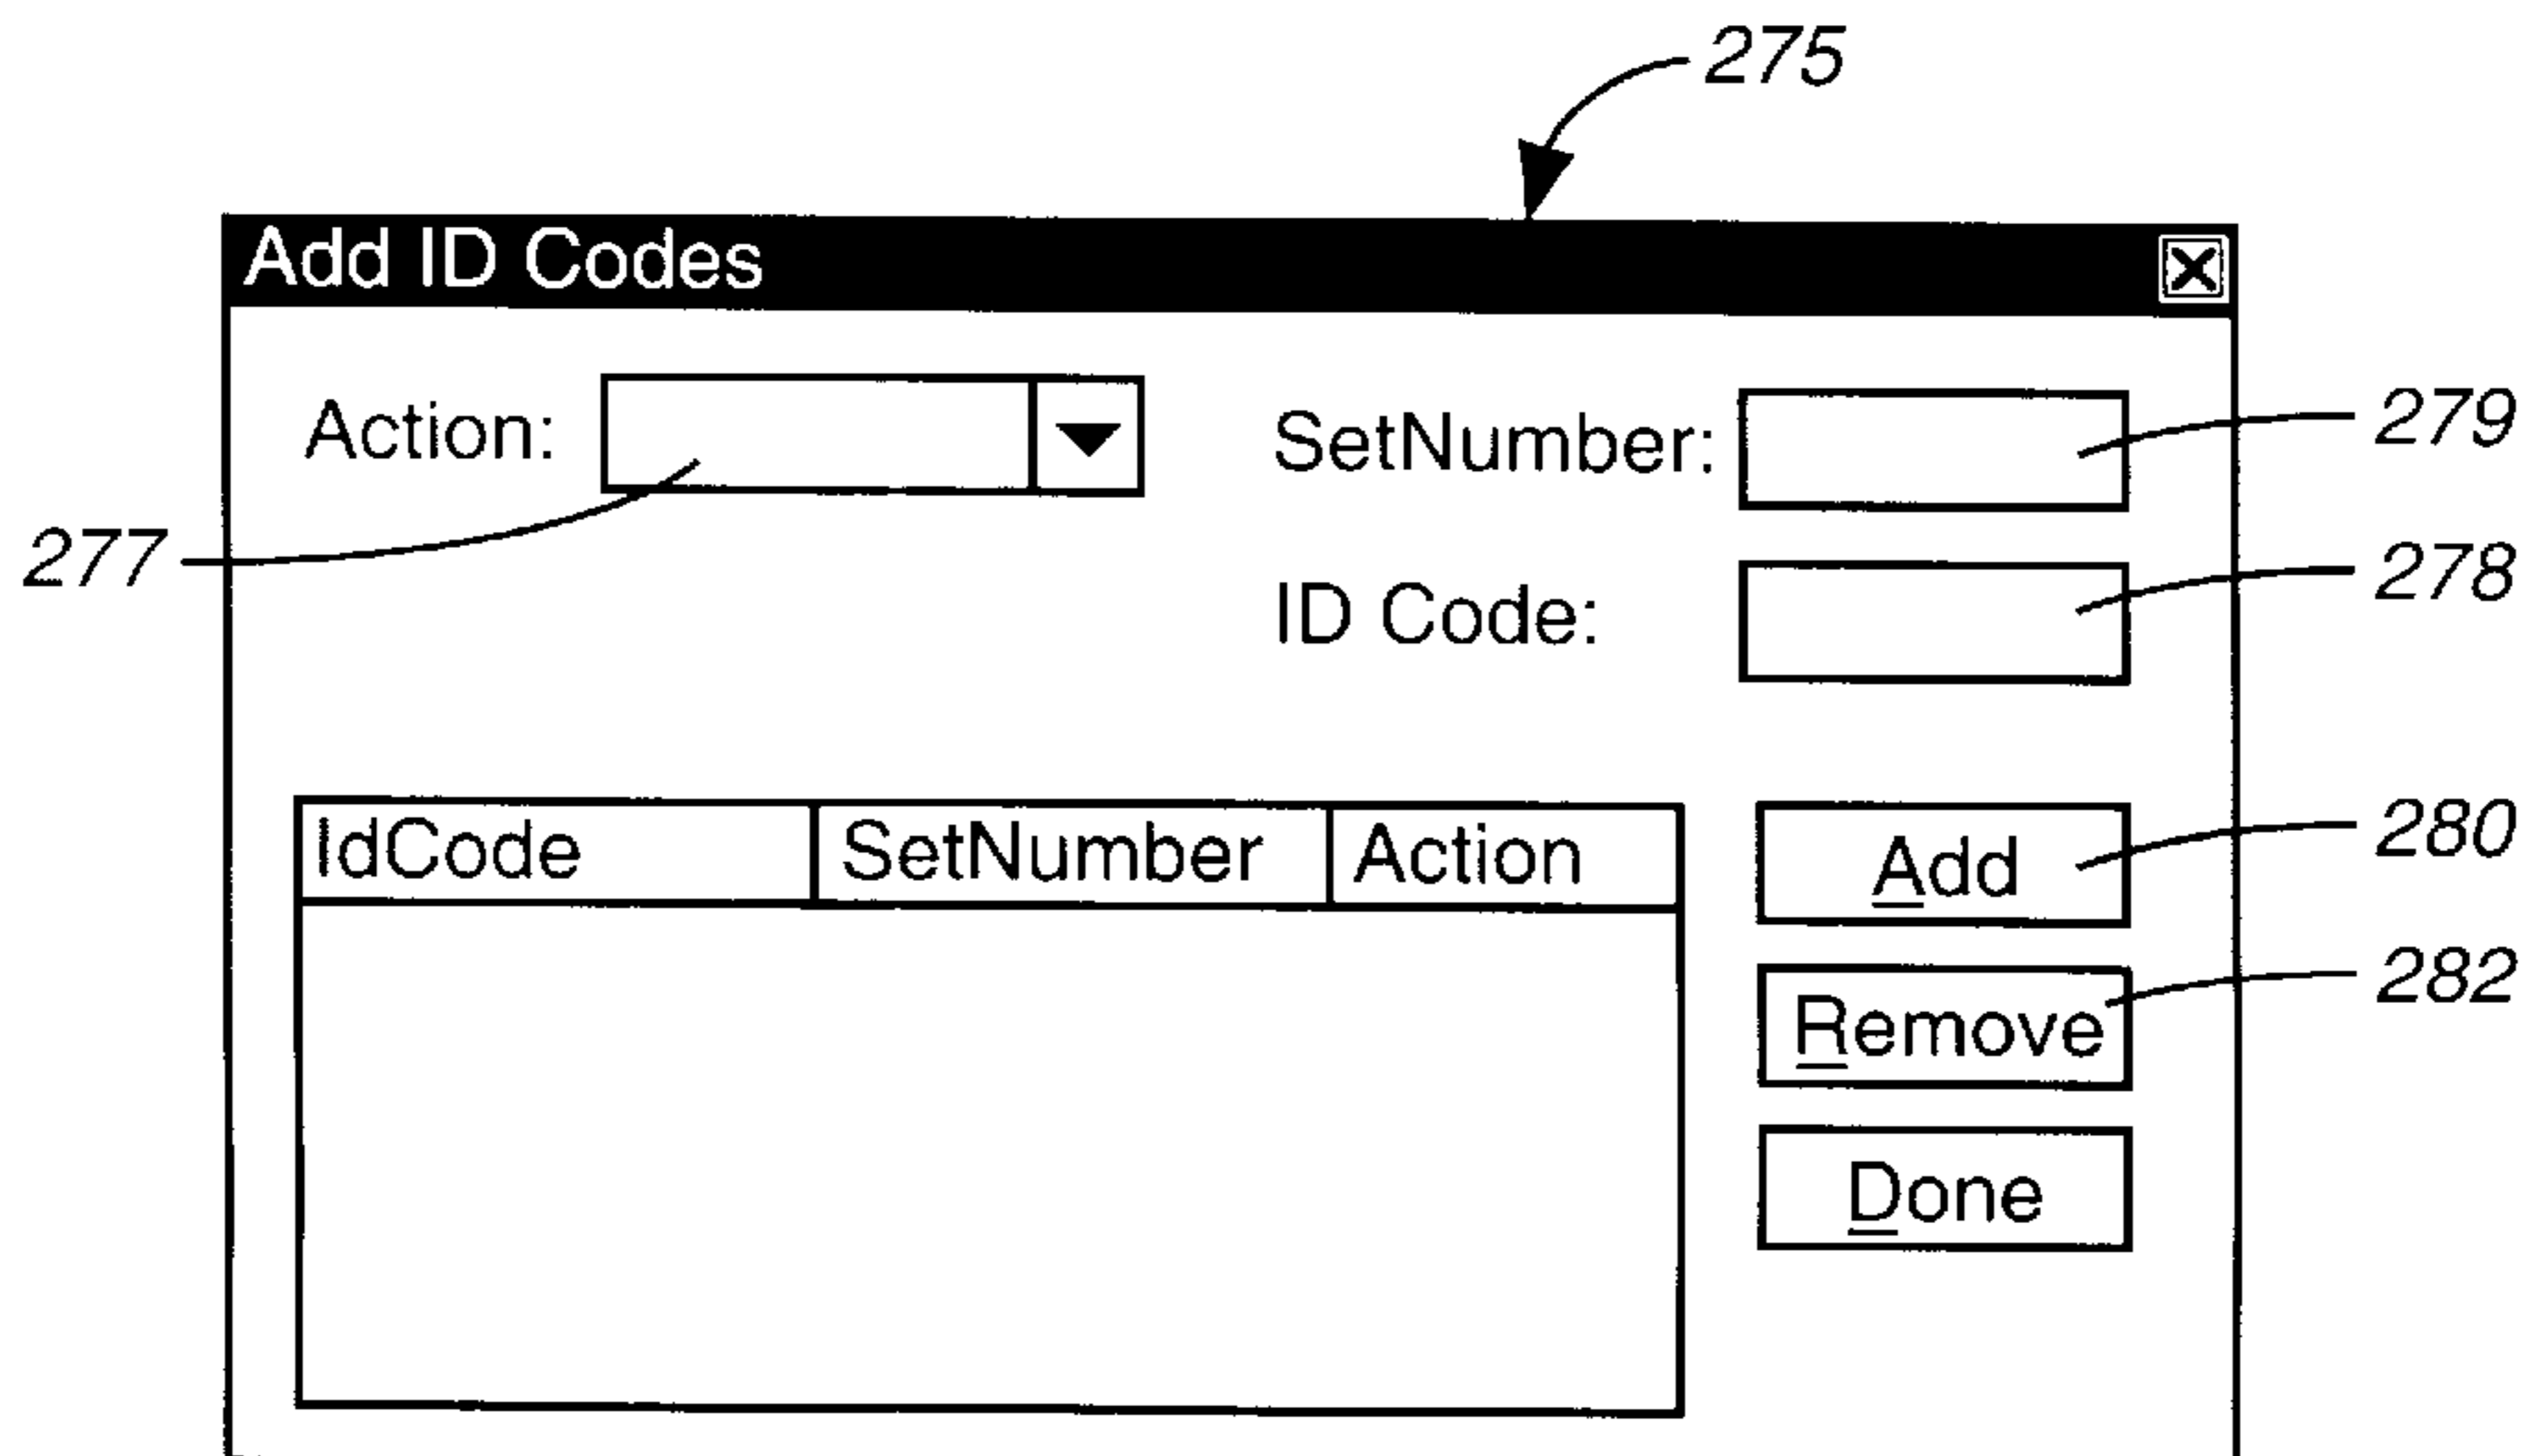 275
Add ID Codes
Action:
SetNumber:
279
277
ID Code:
278
IdCode SetNumber Action
Add
280
Remove
282
Done